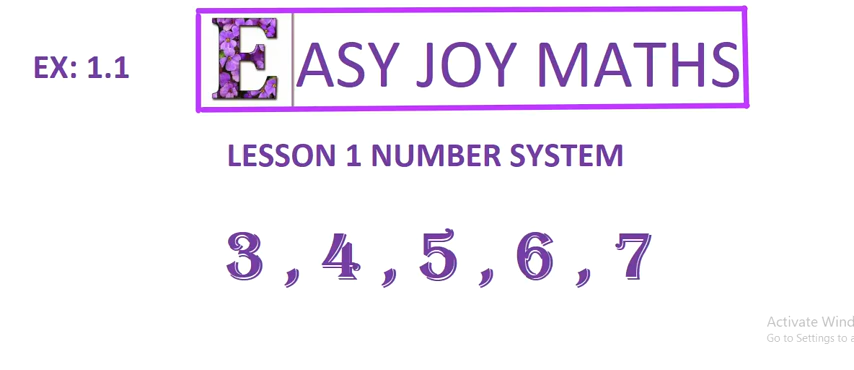 EX: 1.1
EASY JOY MATHS
LESSON 1 NUMBER SYSTEM
3 , 4 , 5 , 6 , 7
Activate Wind
Go to Settings to a